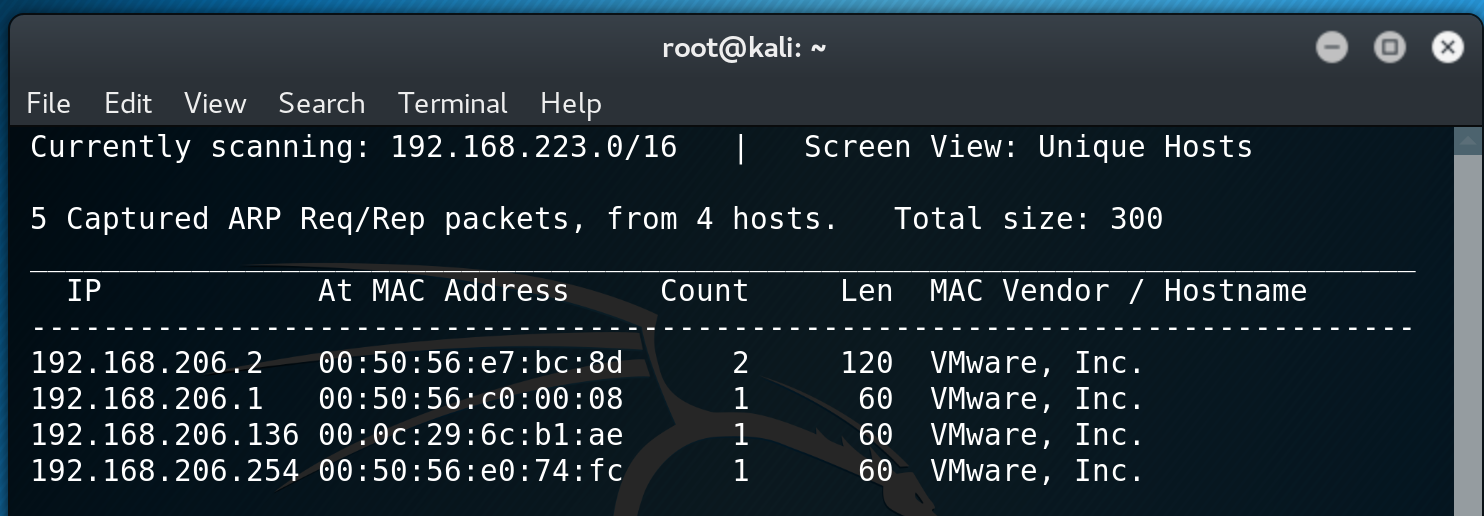 root@kali: ~
File Edit View Search Terminal Help
Currently scanning: 192.168.223.0/16   |   Screen View: Unique Hosts
5 Captured ARP Req/Rep packets, from 4 hosts.   Total size: 300
_____________________________________________________________________________
  IP            At MAC Address     Count     Len  MAC Vendor / Hostname
-----------------------------------------------------------------------------
192.168.206.2   00:50:56:e7:bc:8d      2     120  VMware, Inc.
192.168.206.1   00:50:56:c0:00:08      1      60  VMware, Inc.
192.168.206.136 00:0c:29:6c:b1:ae      1      60  VMware, Inc.
192.168.206.254 00:50:56:e0:74:fc      1      60  VMware, Inc.